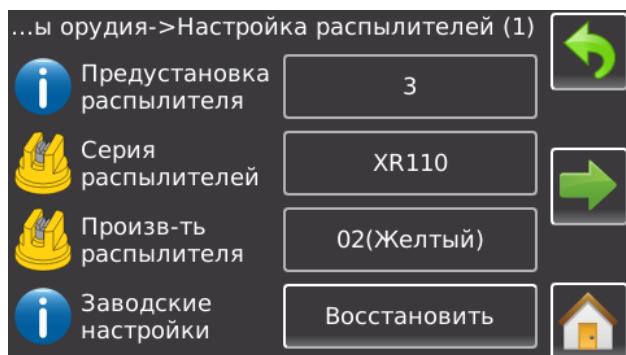 ...ы орудия->Настройка распылителей (1)
Предустановка
распылителя
3
Серия
распылителей
XR110
Произв-ть
распылителя
02(Желтый)
Заводские
настройки
Восстановить